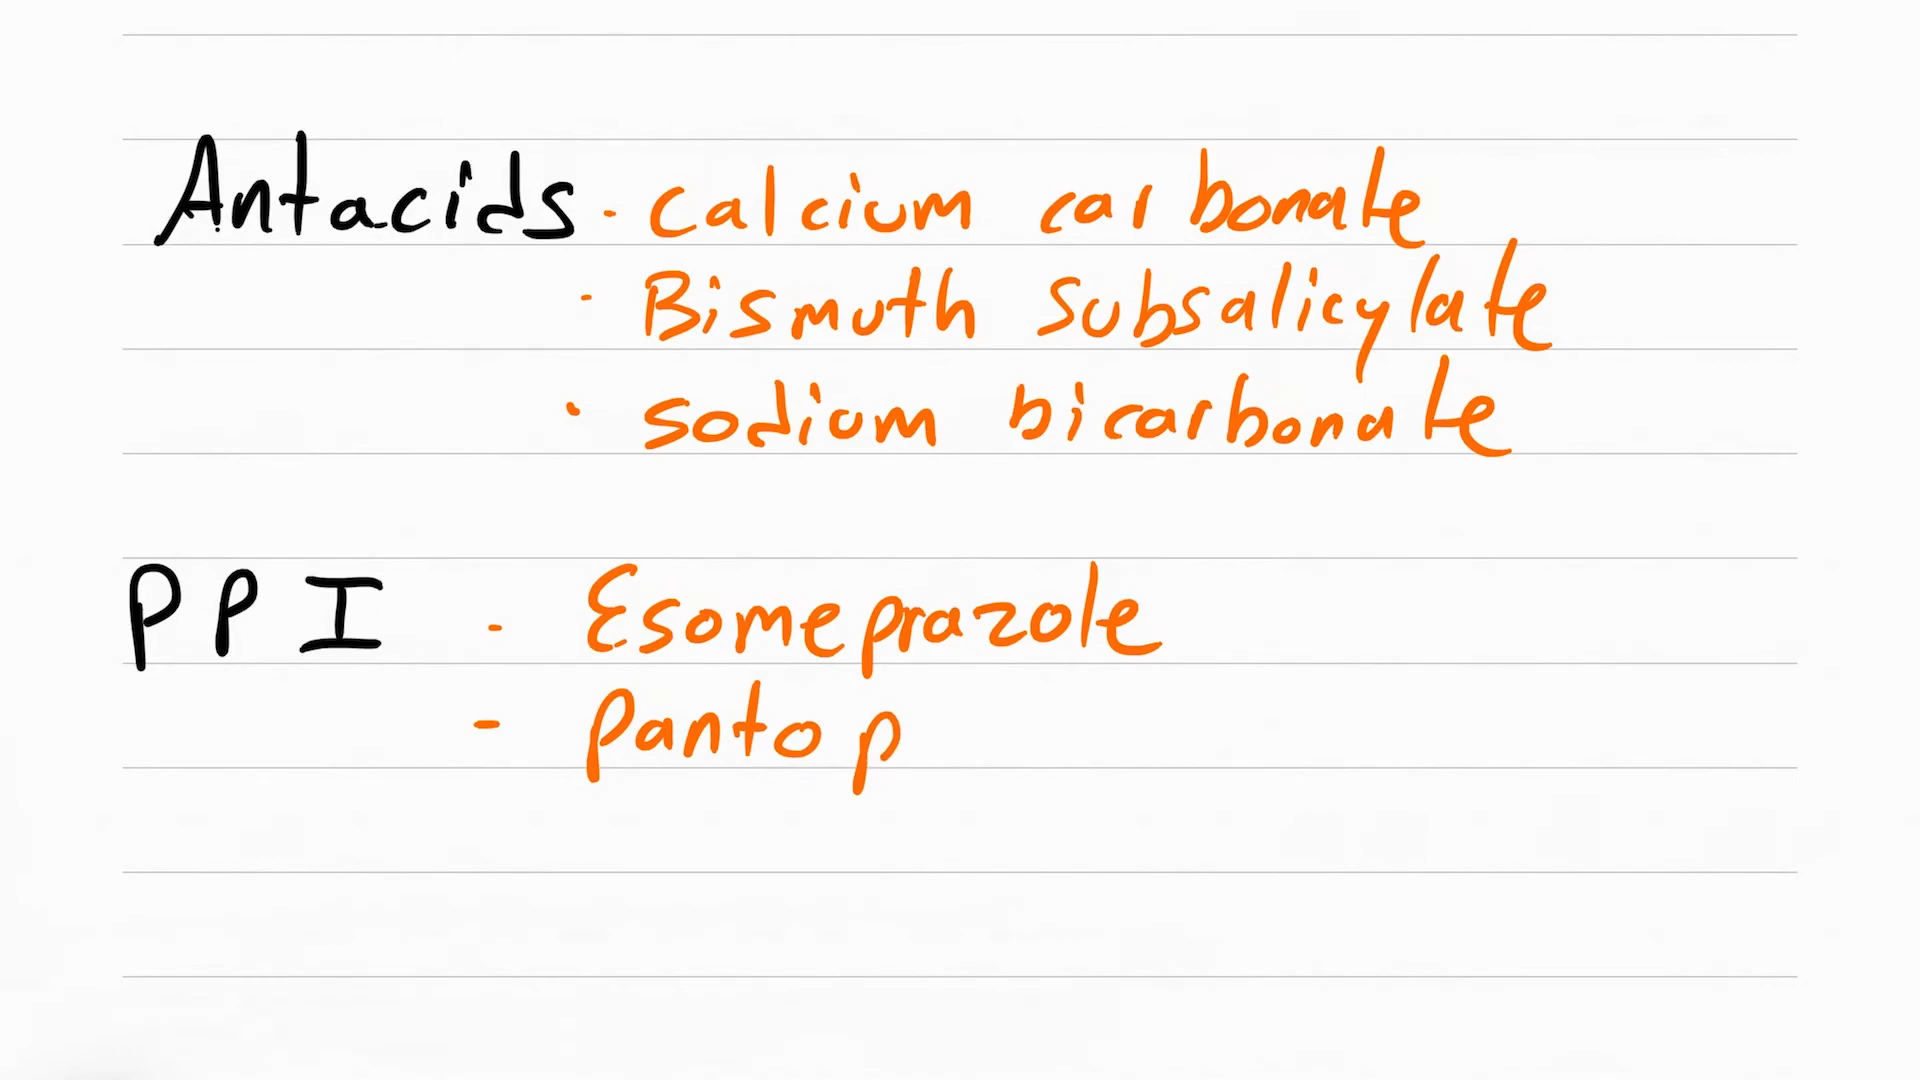 Antacids · calcium carbonate
· Bismuth subsalicylate
· sodium bicarbonate
PPI - Esomeprazole
- Pantop